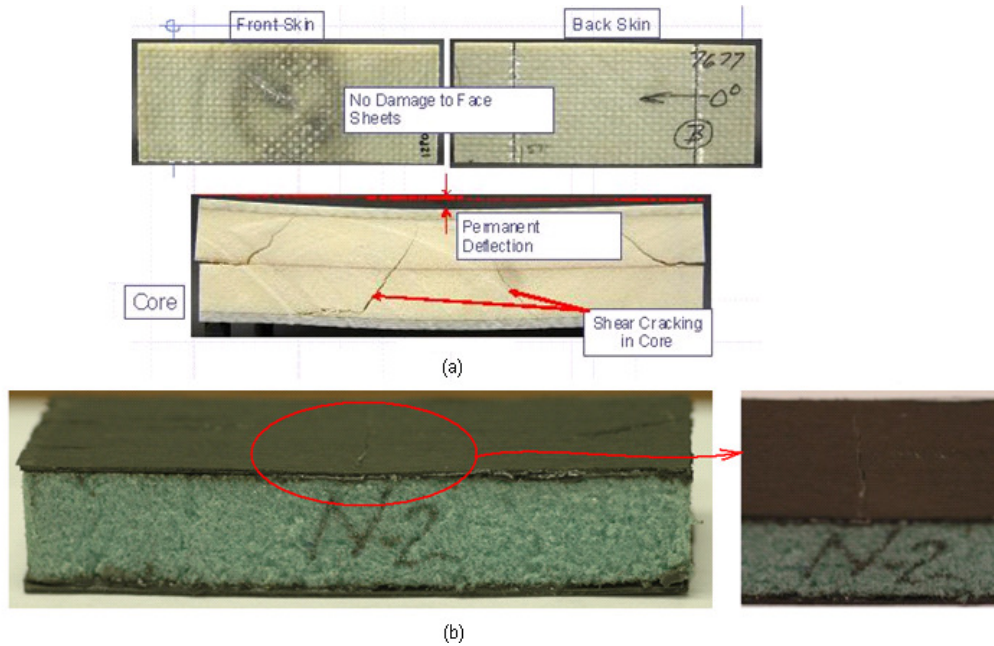 Front Skin
Back Skin
7677
No Damage to Face
Sheets
0°
B
Permanent
Deflection
Core
Shear Cracking
in Core
(a)
N-2
N-2
(b)